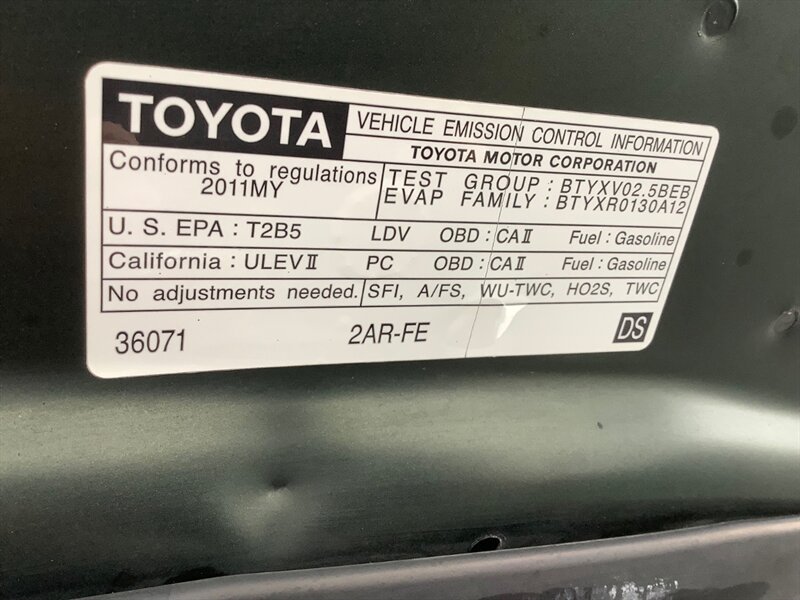 TOYOTA
VEHICLE EMISSION CONTROL INFORMATION
TOYOTA MOTOR CORPORATION
Conforms to regulations
2011MY
TEST GROUP : BTYXV02.5BEB
EVAP FAMILY : BTYXR0130A12
U. S. EPA : T2B5 LDV OBD : CAII Fuel : Gasoline
California : ULEVII PC OBD : CAII Fuel : Gasoline
No adjustments needed. SFI, A/FS, WU-TWC, HO2S, TWC
36071 2AR-FE DS